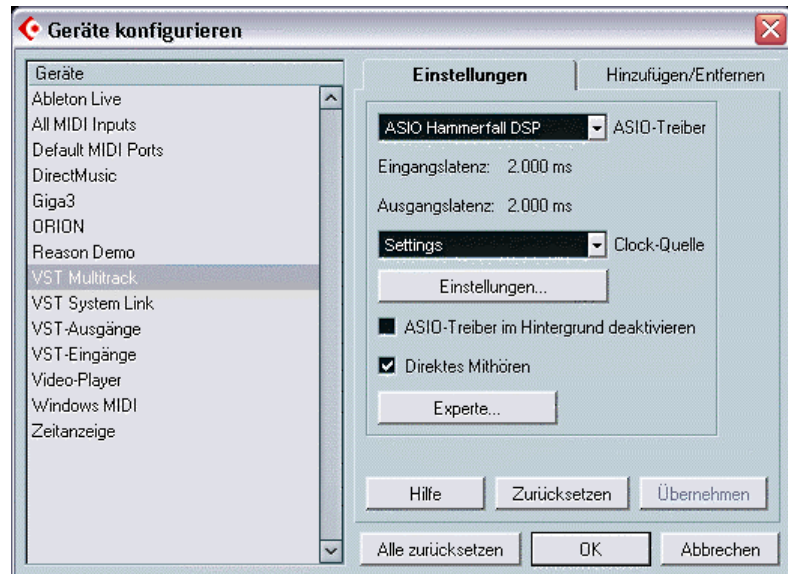 Geräte konfigurieren
Geräte
Ableton Live
All MIDI Inputs
Default MIDI Ports
DirectMusic
Giga3
ORION
Reason Demo
VST Multitrack
VST System Link
VST-Ausgänge
VST-Eingänge
Video-Player
Windows MIDI
Zeitanzeige
Einstellungen
Hinzufügen/Entfernen
ASIO Hammerfall DSP ASIO-Treiber
Eingangslatenz: 2.000 ms
Ausgangslatenz: 2.000 ms
Settings Clock-Quelle
Einstellungen...
ASIO-Treiber im Hintergrund deaktivieren
Direktes Mithören
Experte...
Hilfe Zurücksetzen Übernehmen
Alle zurücksetzen OK Abbrechen